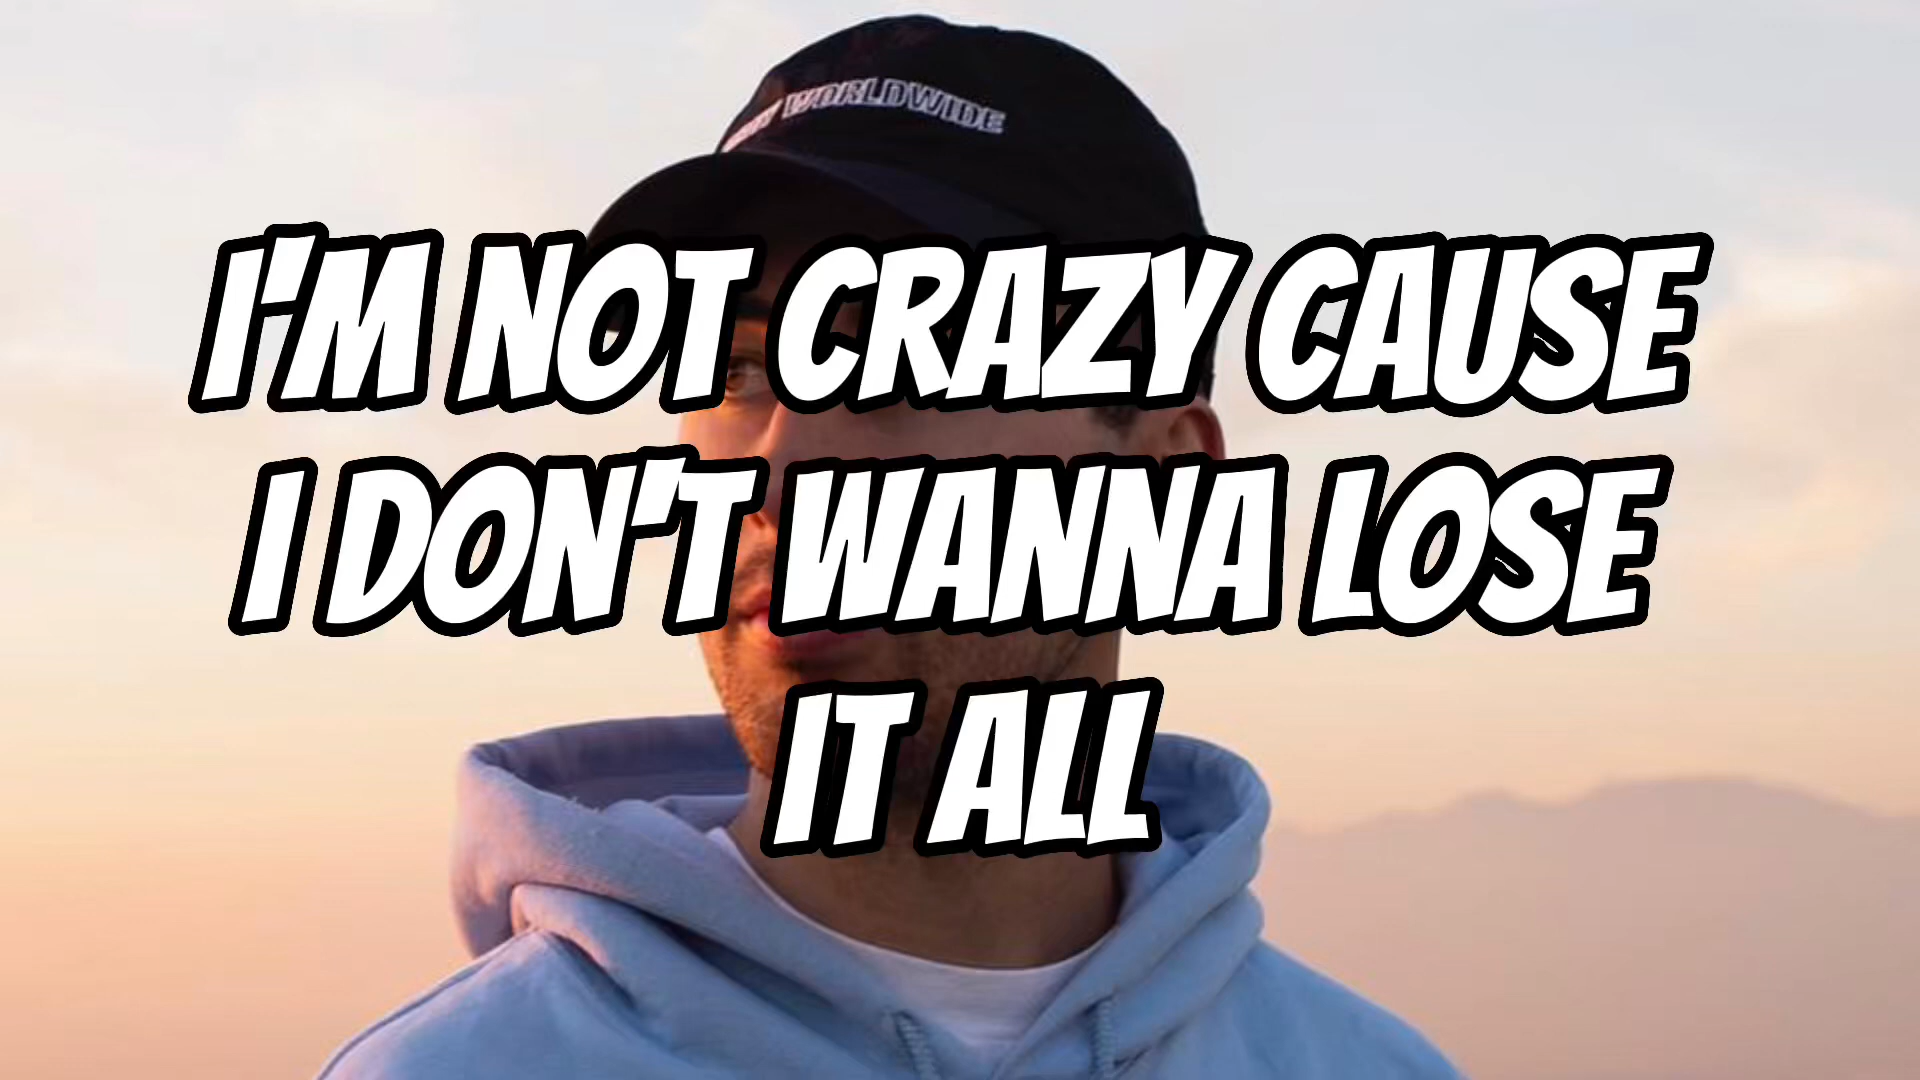 WORLDWIDE
I'M NOT CRAZY CAUSE
I DON'T WANNA LOSE
IT ALL